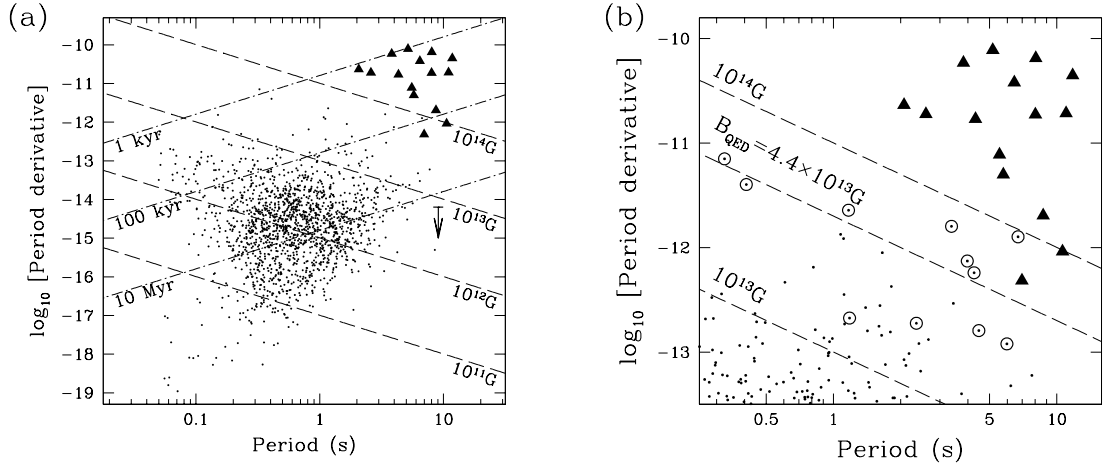 (a)
log₁₀ [Period derivative]
−10
−11
−12
−13
−14
−15
−16
−17
−18
−19
1 kyr
100 kyr
10 Myr
10¹⁴G
10¹³G
10¹²G
10¹¹G
0.1
1
10
Period (s)
(b)
log₁₀ [Period derivative]
−10
−11
−12
−13
10¹⁴G
B_QED=4.4×10¹³G
10¹³G
0.5
1
5
10
Period (s)